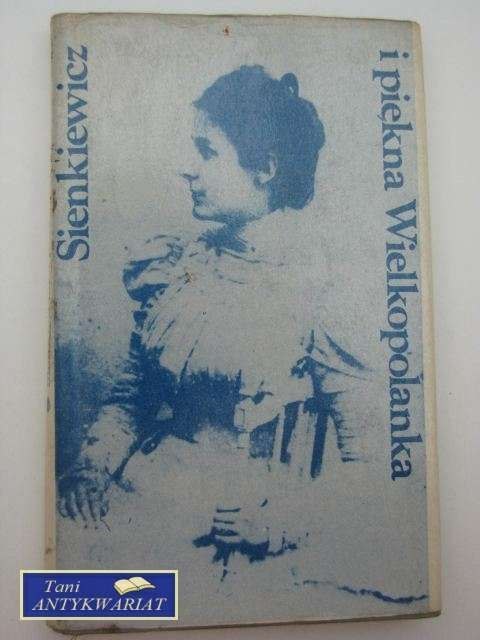 Sienkiewicz
i piękna Wielkopolanka
Tani
ANTYKWARIAT